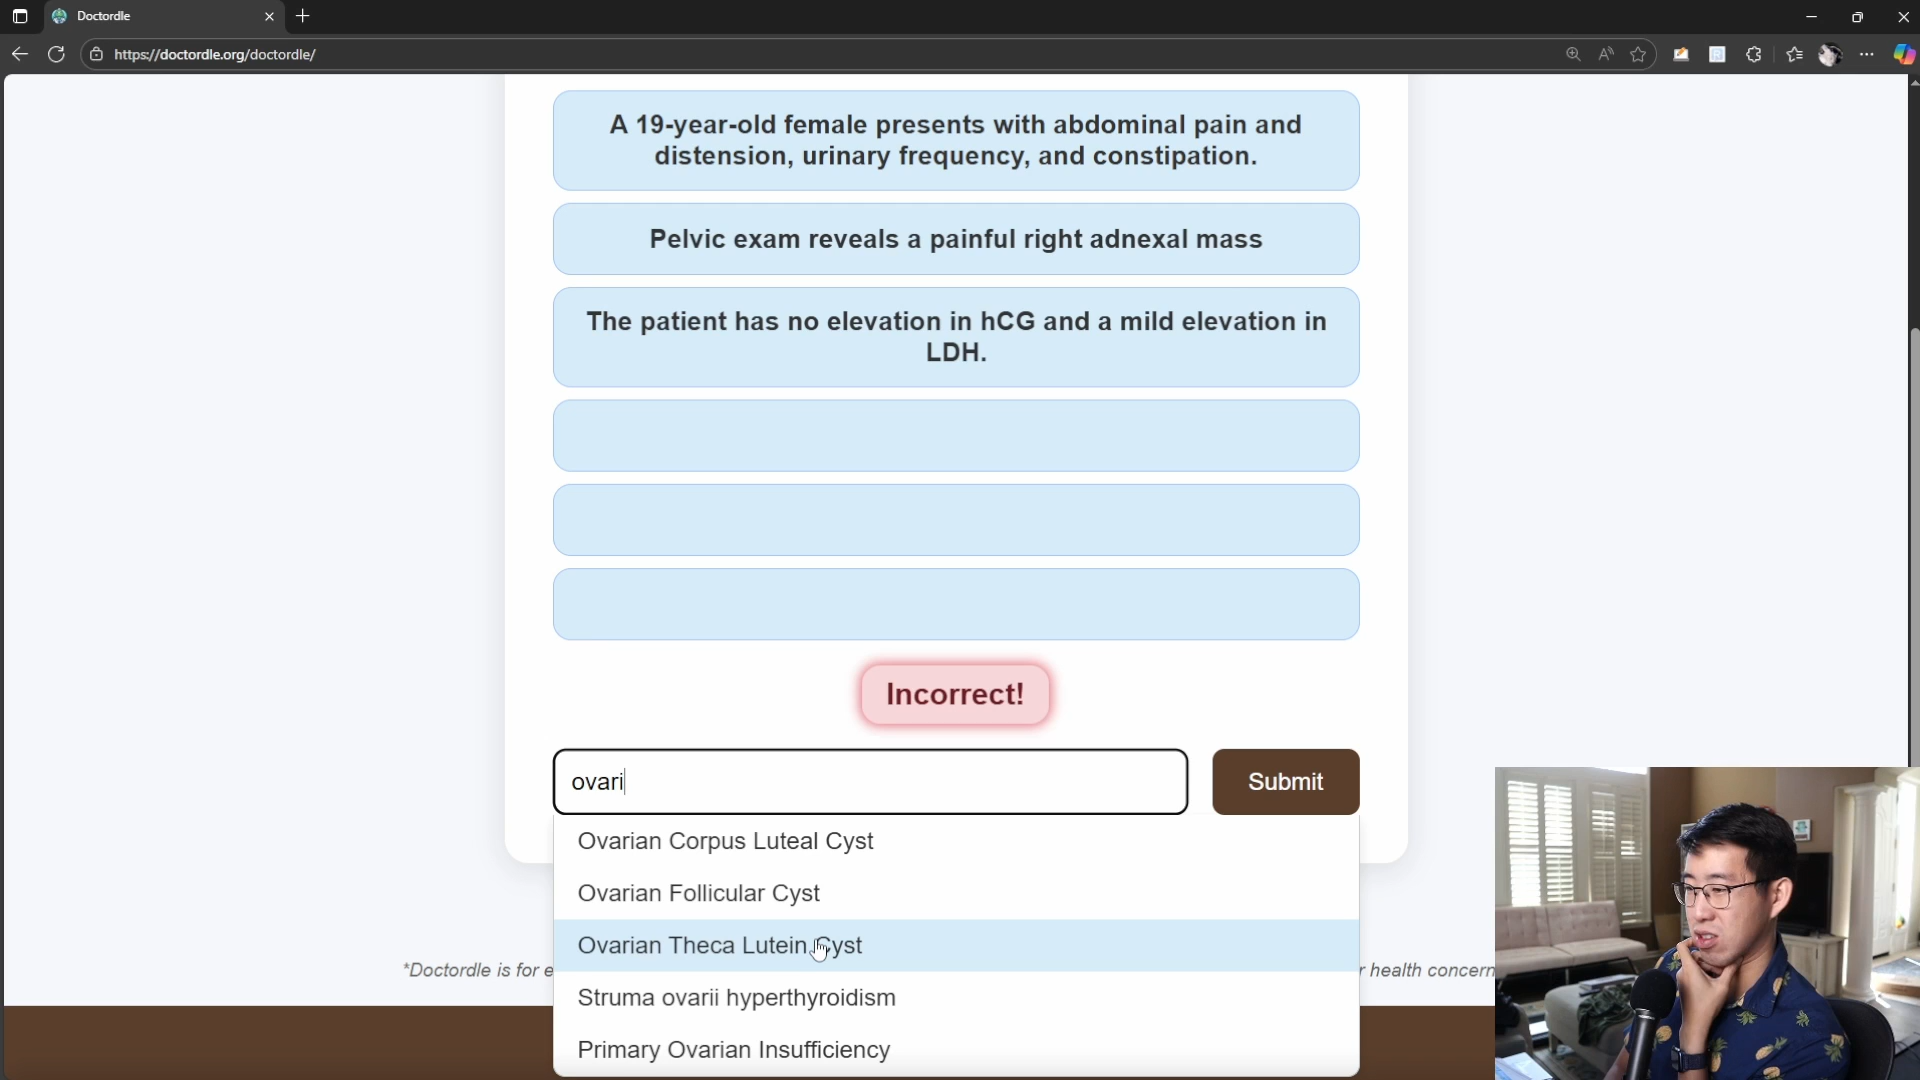 Doctordle
https://doctordle.org/doctordle/
A 19-year-old female presents with abdominal pain and
distension, urinary frequency, and constipation.
Pelvic exam reveals a painful right adnexal mass
The patient has no elevation in hCG and a mild elevation in
LDH.
Incorrect!
ovari
Submit
Ovarian Corpus Luteal Cyst
Ovarian Follicular Cyst
Ovarian Theca Lutein Cyst
*Doctordle is for e
r health concern
Struma ovarii hyperthyroidism
Primary Ovarian Insufficiency